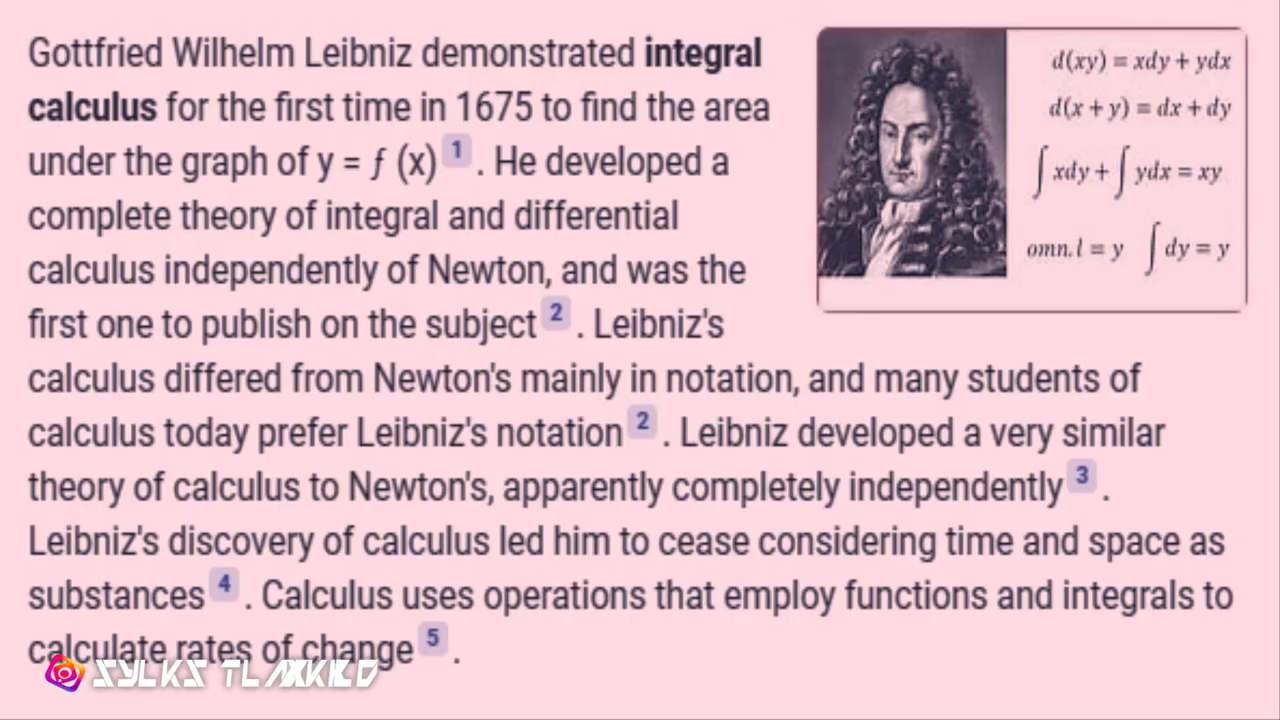 Gottfried Wilhelm Leibniz demonstrated integral
calculus for the first time in 1675 to find the area
under the graph of y = ƒ (x) 1 . He developed a
complete theory of integral and differential
calculus independently of Newton, and was the
first one to publish on the subject 2 . Leibniz's
calculus differed from Newton's mainly in notation, and many students of
calculus today prefer Leibniz's notation 2 . Leibniz developed a very similar
theory of calculus to Newton's, apparently completely independently 3 .
Leibniz's discovery of calculus led him to cease considering time and space as
substances 4 . Calculus uses operations that employ functions and integrals to
calculate rates of change 5 .
d(xy) = xdy + ydx
d(x + y) = dx + dy
∫ xdy + ∫ ydx = xy
omn. l = y ∫ dy = y
SYLKS